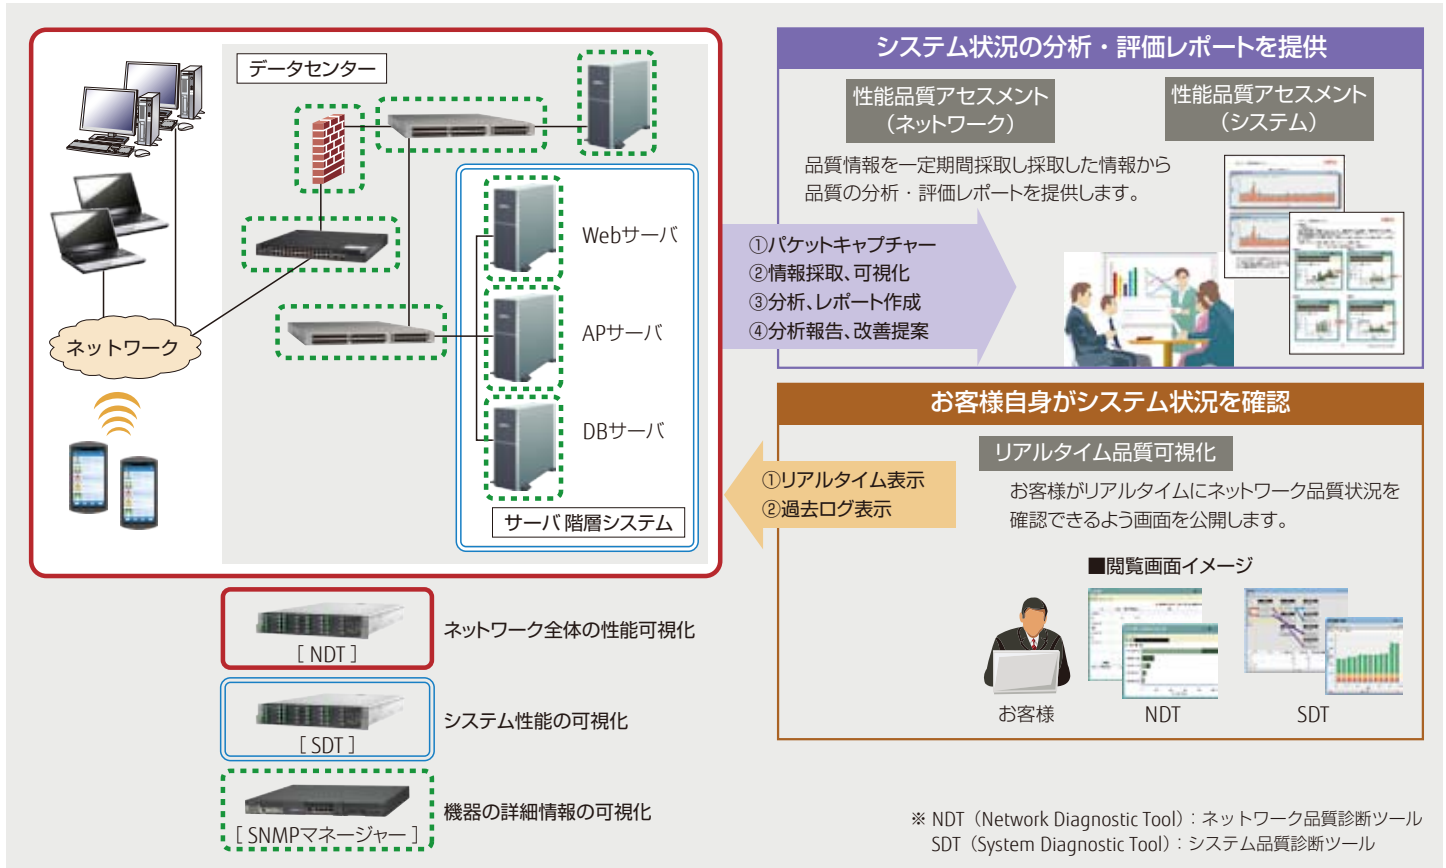 データセンター
ネットワーク
Webサーバ
APサーバ
DBサーバ
サーバ階層システム
［NDT］
ネットワーク全体の性能可視化
［SDT］
システム性能の可視化
［SNMPマネージャー］
機器の詳細情報の可視化
システム状況の分析・評価レポートを提供
性能品質アセスメント
（ネットワーク）
性能品質アセスメント
（システム）
品質情報を一定期間採取し採取した情報から
品質の分析・評価レポートを提供します。
①パケットキャプチャー
②情報採取、可視化
③分析、レポート作成
④分析報告、改善提案
お客様自身がシステム状況を確認
リアルタイム品質可視化
①リアルタイム表示
②過去ログ表示
お客様がリアルタイムにネットワーク品質状況を
確認できるよう画面を公開します。
■閲覧画面イメージ
お客様
NDT
SDT
※ NDT（Network Diagnostic Tool）：ネットワーク品質診断ツール
SDT（System Diagnostic Tool）：システム品質診断ツール